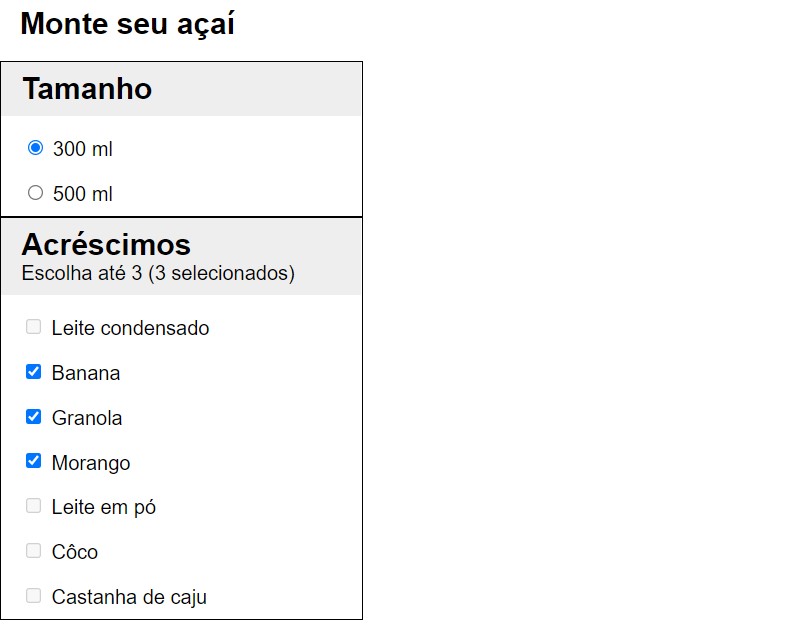 Monte seu açaí
Tamanho
300 ml
500 ml
Acréscimos
Escolha até 3 (3 selecionados)
Leite condensado
Banana
Granola
Morango
Leite em pó
Côco
Castanha de caju